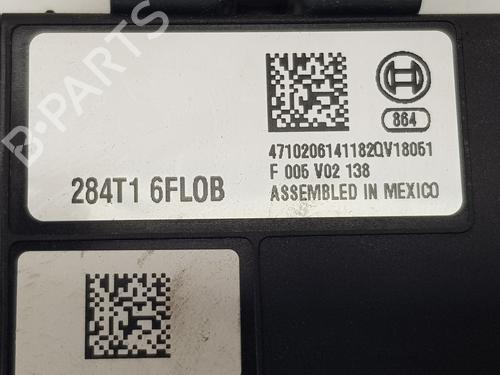 B-PARTS
864
4710206141182QV18051
F 005 V02 138
284T1 6FL0B
ASSEMBLED IN MEXICO